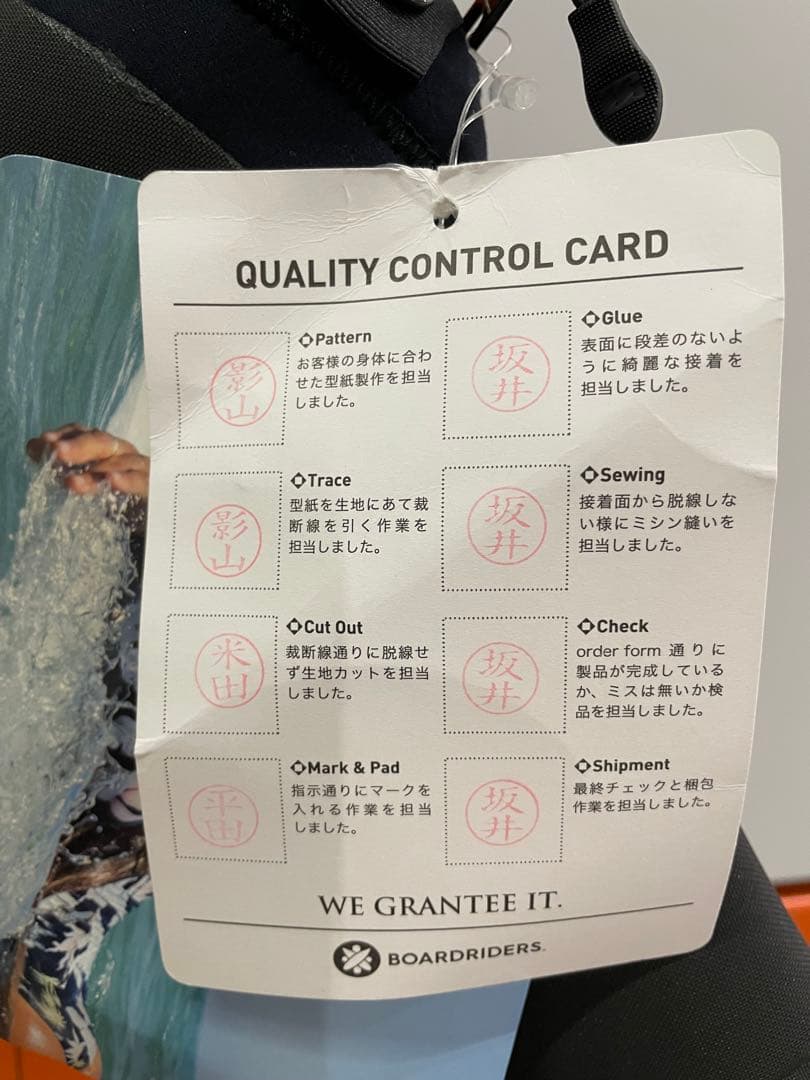 QUALITY CONTROL CARD
影山
Pattern
お客様の身体に合わ
せた型紙製作を担当
しました。
影山
Trace
型紙を生地にあて裁
断線を引く作業を
担当しました。
米田
Cut Out
裁断線通りに脱線せ
ず生地カットを担当
しました。
平田
Mark & Pad
指示通りにマークを
入れる作業を担当
しました。
坂井
Glue
表面に段差のないよ
うに綺麗な接着を
担当しました。
坂井
Sewing
接着面から脱線しな
い様にミシン縫いを
担当しました。
坂井
Check
order form 通りに
製品が完成している
か、ミスは無いか検
品を担当しました。
坂井
Shipment
最終チェックと梱包
作業を担当しました。
WE GRANTEE IT.
BOARDRIDERS.